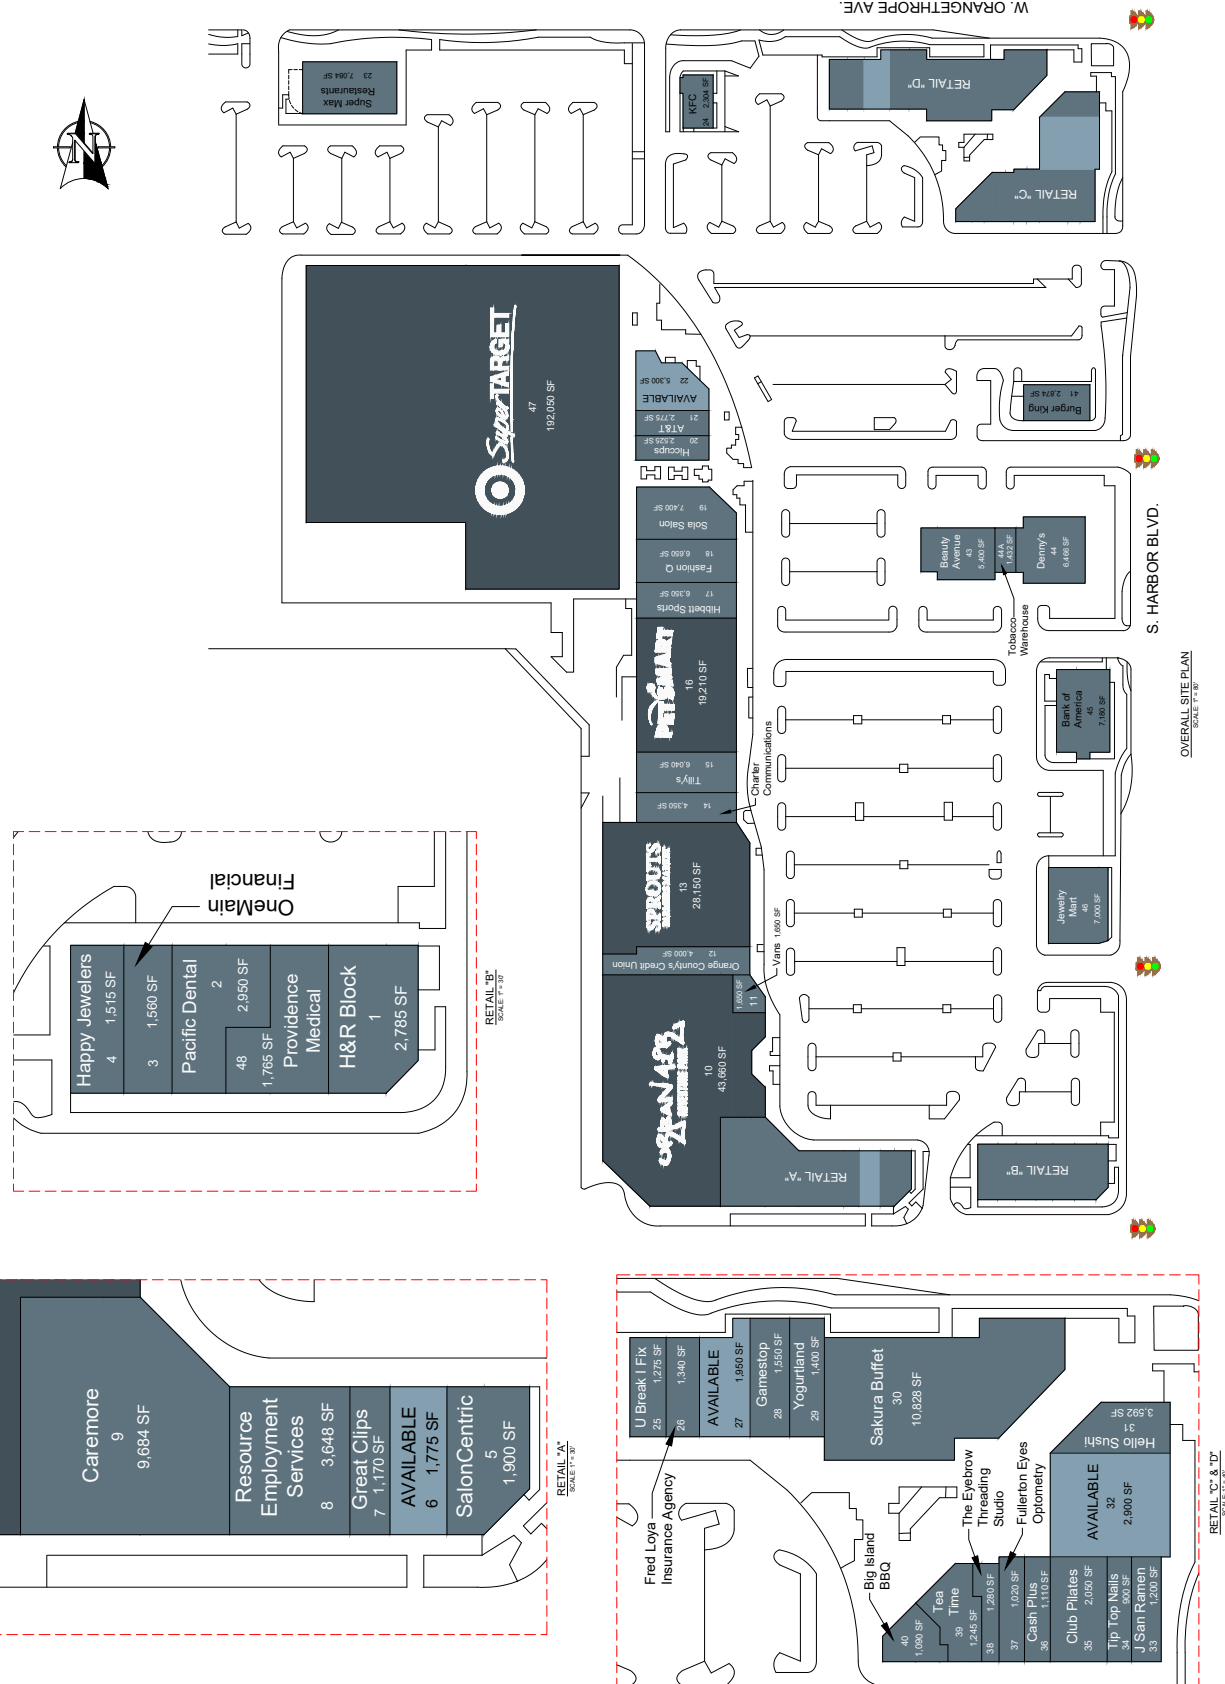 W. ORANGETHROPE AVE.
N
Super Max
Restaurants
23 7,084 SF
KFC
24 2,304 SF
RETAIL "D"
RETAIL "C"
SuperTARGET
47
192,050 SF
AVAILABLE
22 5,300 SF
AT&T
21 2,775 SF
Hiccups
20 2,525 SF
Burger King
41 2,874 SF
Sola Salon
19 7,400 SF
Fashion Q
18 6,650 SF
Hibbett Sports
17 6,350 SF
PETSMART
16
19,210 SF
Tilly's
15 6,040 SF
14 4,350 SF
Charter
Communications
Beauty
Avenue
43
5,400 SF
44A
1,432 SF
Tobacco
Warehouse
Denny's
44
6,466 SF
S. HARBOR BLVD.
Bank of
America
45
7,180 SF
OVERALL SITE PLAN
SCALE: 1" = 80'
SPROUTS
13
28,150 SF
Orange County's Credit Union
12 4,000 SF
Vans 1,650 SF
1,650 SF
11
Jewelry
Mart
46
7,000 SF
URBAN AIR
10
43,660 SF
RETAIL "A"
RETAIL "B"
OneMain
Financial
Happy Jewelers
4 1,515 SF
3 1,560 SF
Pacific Dental
2
2,950 SF
48
1,765 SF
Providence
Medical
H&R Block
1
2,785 SF
RETAIL "B"
SCALE: 1" = 30'
Caremore
9
9,684 SF
Resource
Employment
Services
8 3,648 SF
Great Clips
7 1,170 SF
AVAILABLE
6 1,775 SF
SalonCentric
5
1,900 SF
RETAIL "A"
SCALE: 1" = 30'
U Break I Fix
25 1,275 SF
26 1,340 SF
Fred Loya
Insurance Agency
AVAILABLE
27 1,950 SF
Gamestop
28 1,550 SF
Yogurtland
29 1,400 SF
Sakura Buffet
30
10,828 SF
Hello Sushi
31
3,592 SF
AVAILABLE
32
2,900 SF
Big Island
BBQ
40
1,090 SF
Tea
Time
39
1,245 SF
The Eyebrow
Threading
Studio
38 1,280 SF
Fullerton Eyes
Optometry
37 1,020 SF
Cash Plus
36 1,110 SF
Club Pilates
35 2,050 SF
Tip Top Nails
34 900 SF
J San Ramen
33 1,200 SF
RETAIL "C" & "D"